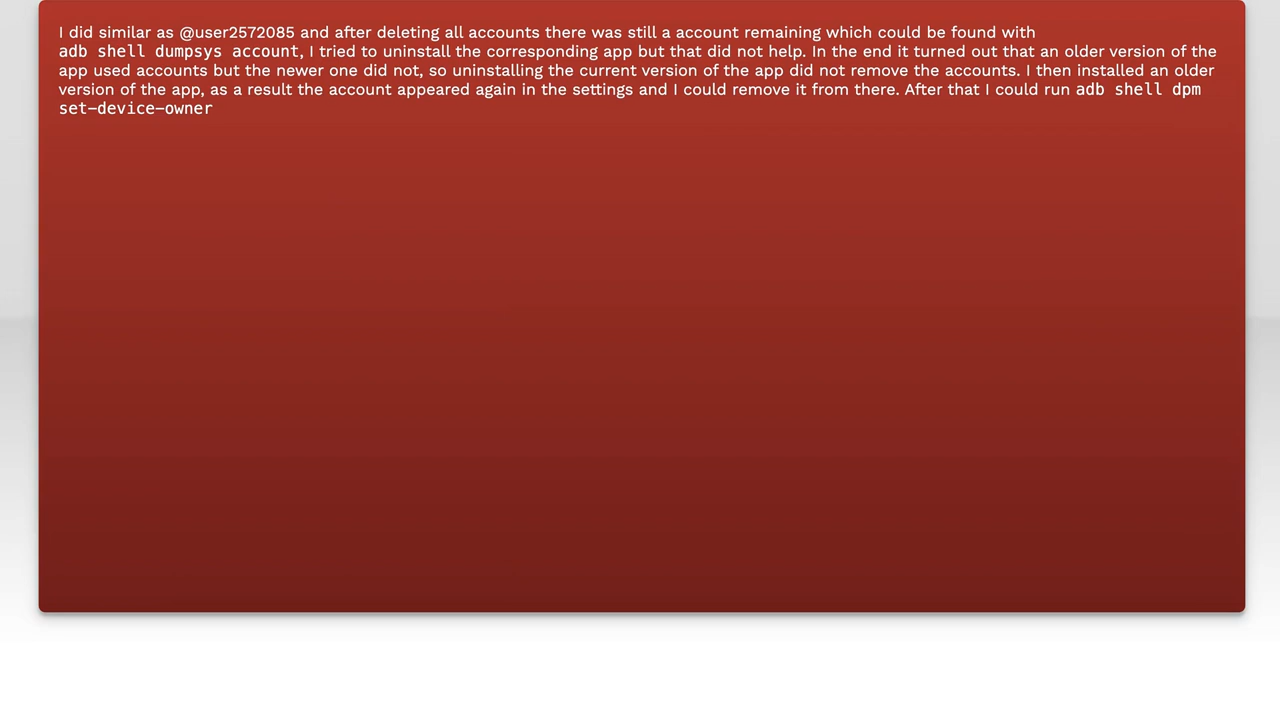 I did similar as @user2572085 and after deleting all accounts there was still a account remaining which could be found with
adb shell dumpsys account, I tried to uninstall the corresponding app but that did not help. In the end it turned out that an older version of the
app used accounts but the newer one did not, so uninstalling the current version of the app did not remove the accounts. I then installed an older
version of the app, as a result the account appeared again in the settings and I could remove it from there. After that I could run adb shell dpm
set-device-owner